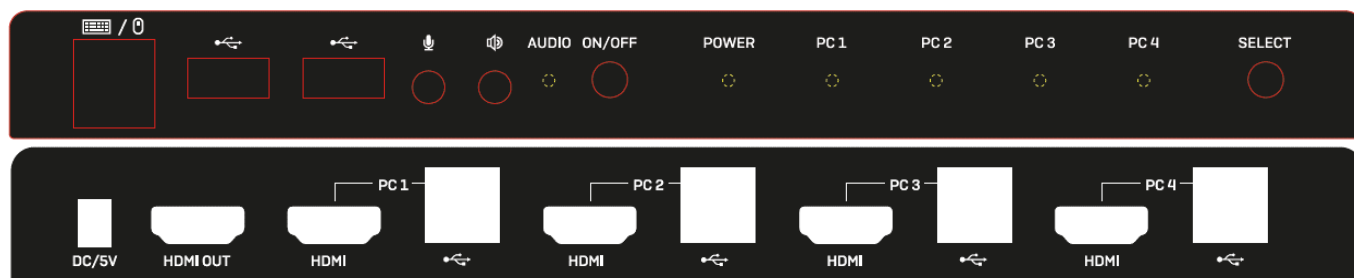 /
AUDIO ON/OFF POWER PC 1 PC 2 PC 3 PC 4 SELECT
PC 1 PC 2 PC 3 PC 4
DC/5V HDMI OUT HDMI HDMI HDMI HDMI